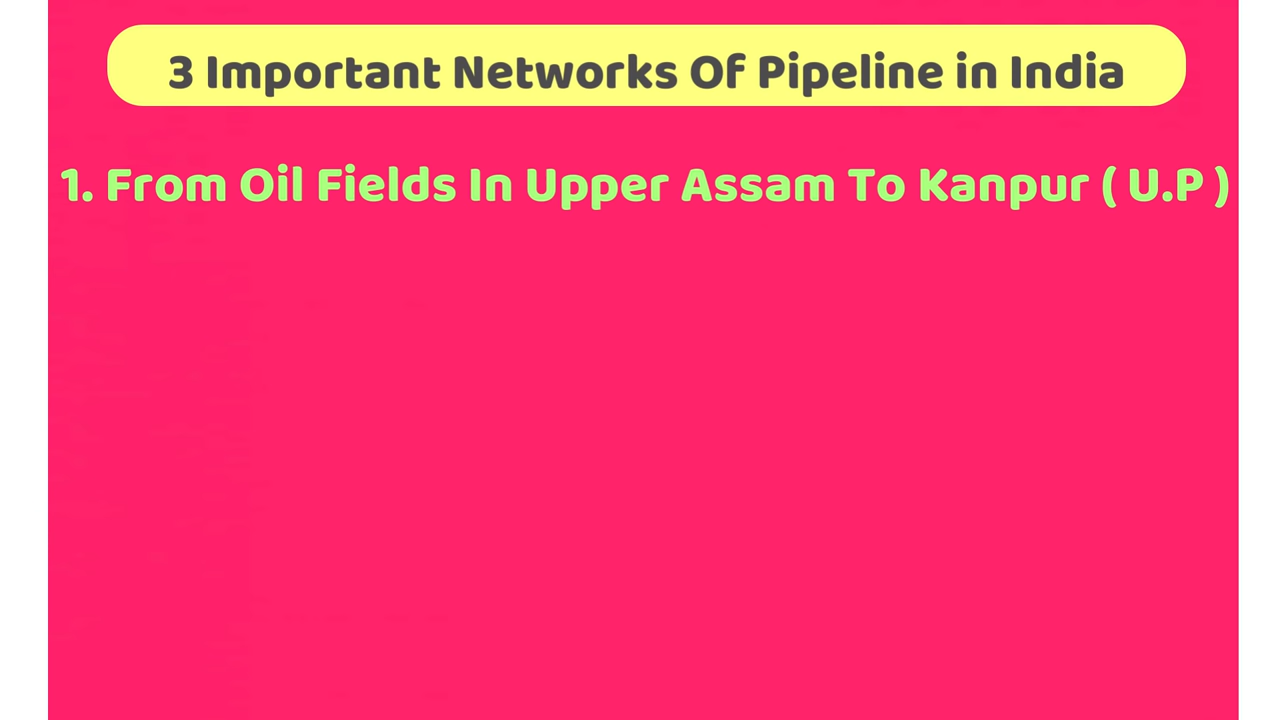 3 Important Networks Of Pipeline in India
1. From Oil Fields In Upper Assam To Kanpur ( U.P )